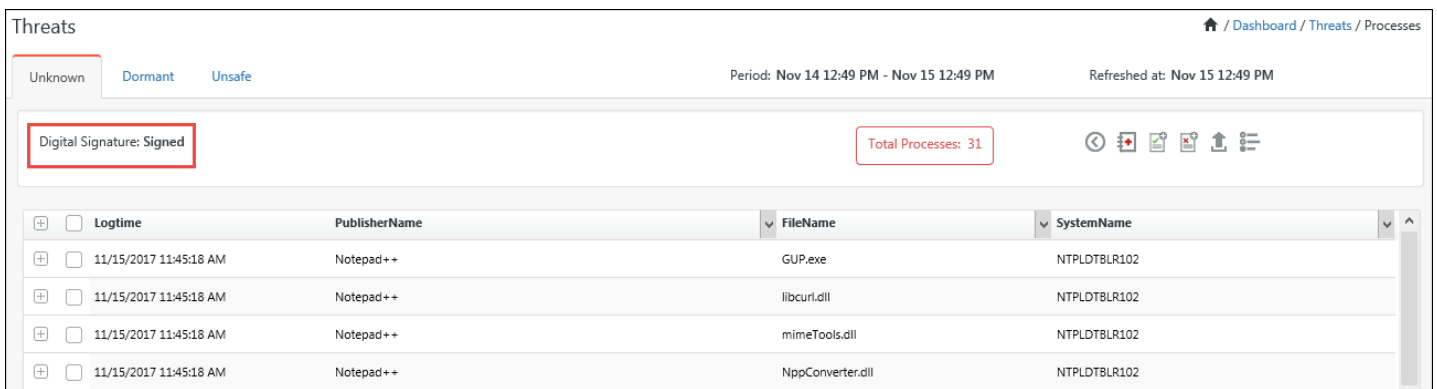 Threats
/ Dashboard / Threats / Processes
Unknown Dormant Unsafe Period: Nov 14 12:49 PM - Nov 15 12:49 PM Refreshed at: Nov 15 12:49 PM
Digital Signature: Signed Total Processes: 31
Logtime PublisherName FileName SystemName
11/15/2017 11:45:18 AM Notepad++ GUP.exe NTPLDTBLR102
11/15/2017 11:45:18 AM Notepad++ libcurl.dll NTPLDTBLR102
11/15/2017 11:45:18 AM Notepad++ mimeTools.dll NTPLDTBLR102
11/15/2017 11:45:18 AM Notepad++ NppConverter.dll NTPLDTBLR102